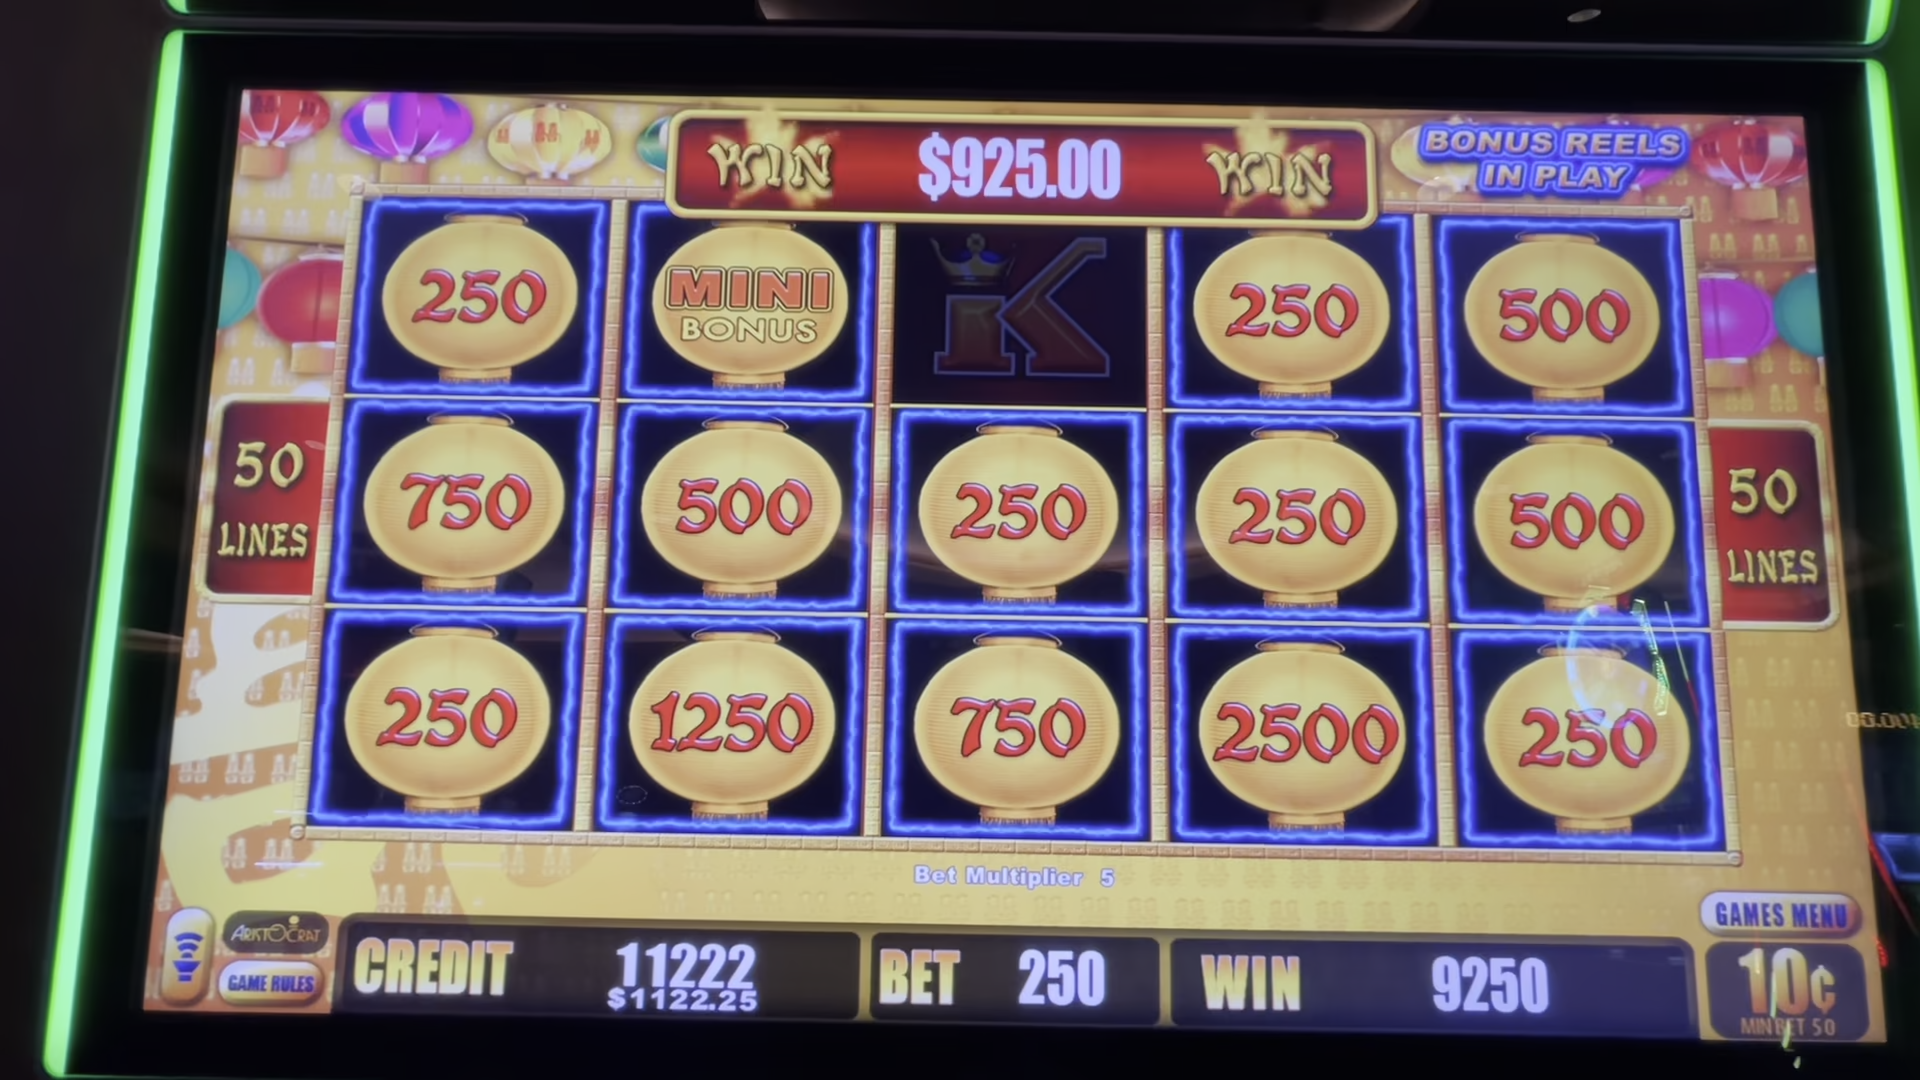 WIN $925.00 WIN
BONUS REELS
IN PLAY
250 MINI BONUS K 250 500
50 LINES
750 500 250 250 500
50 LINES
250 1250 750 2500 250
Bet Multiplier 5
GAMES MENU
ARISTOCRAT
GAME RULES
CREDIT 11222
$1122.25
BET 250
WIN 9250
10¢
MIN BET 50